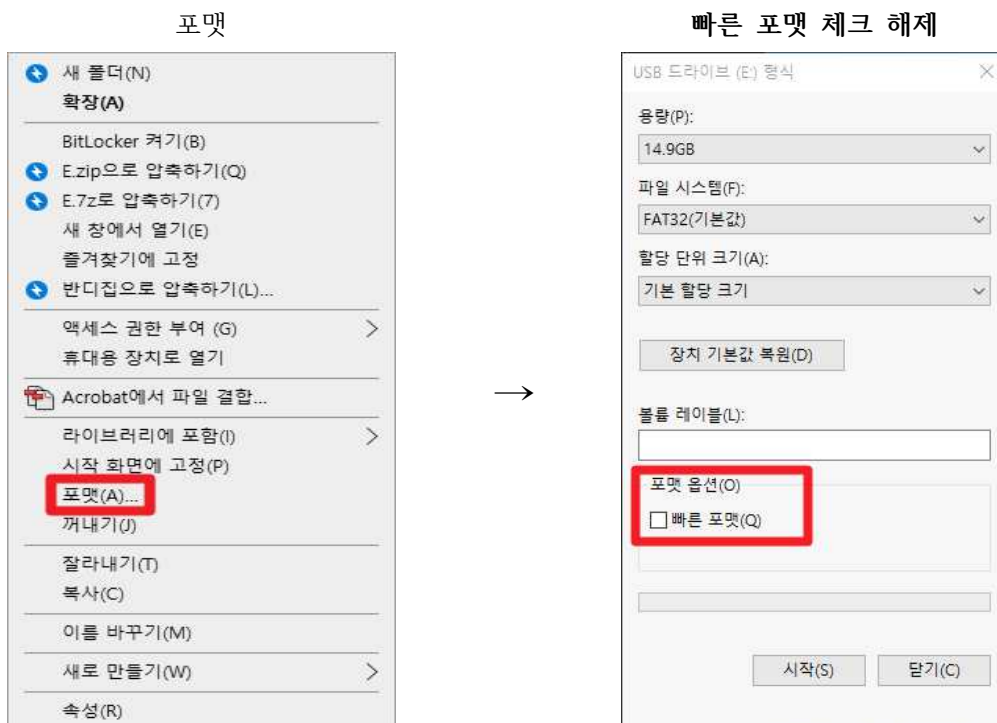 포맷
새 폴더(N)
확장(A)
BitLocker 켜기(B)
E.zip으로 압축하기(Q)
E.7z로 압축하기(7)
새 창에서 열기(E)
즐겨찾기에 고정
반디집으로 압축하기(L)...
액세스 권한 부여 (G)
휴대용 장치로 열기
Acrobat에서 파일 결합...
라이브러리에 포함(I)
시작 화면에 고정(P)
포맷(A)...
꺼내기(J)
잘라내기(T)
복사(C)
이름 바꾸기(M)
새로 만들기(W)
속성(R)
→
빠른 포맷 체크 해제
USB 드라이브 (E:) 형식
용량(P):
14.9GB
파일 시스템(F):
FAT32(기본값)
할당 단위 크기(A):
기본 할당 크기
장치 기본값 복원(D)
볼륨 레이블(L):
포맷 옵션(O)
빠른 포맷(Q)
시작(S) 닫기(C)